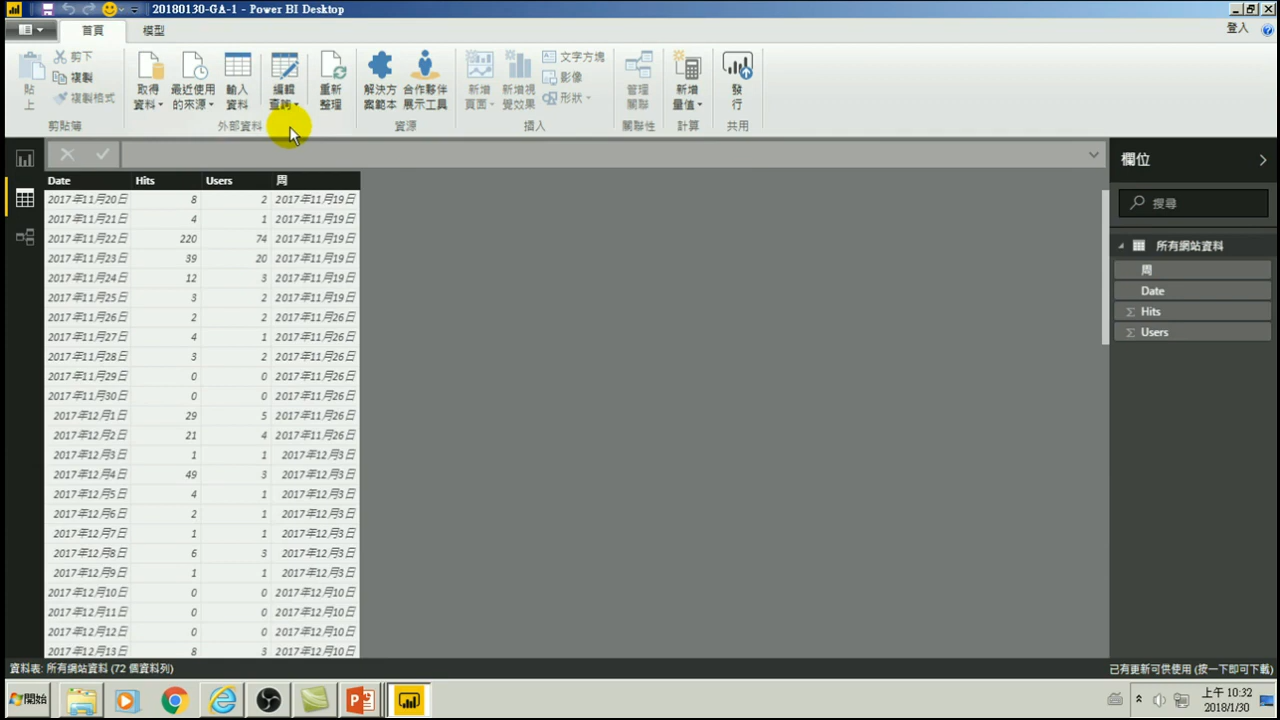 20180130-GA-1 - Power BI Desktop
首頁
模型
登入
貼上
剪下
複製
複製格式
剪貼簿
取得資料
最近使用的來源
輸入資料
編輯查詢
重新整理
外部資料
解決方案範本
合作夥伴展示工具
資源
新增頁面
新增視覺效果
文字方塊
影像
形狀
插入
管理關聯
關聯性
新增量值
計算
發行
共用
Date Hits Users 周
2017年11月20日 8 2 2017年11月19日
2017年11月21日 4 1 2017年11月19日
2017年11月22日 220 74 2017年11月19日
2017年11月23日 39 20 2017年11月19日
2017年11月24日 12 3 2017年11月19日
2017年11月25日 3 2 2017年11月19日
2017年11月26日 2 2 2017年11月26日
2017年11月27日 4 1 2017年11月26日
2017年11月28日 3 2 2017年11月26日
2017年11月29日 0 0 2017年11月26日
2017年11月30日 0 0 2017年11月26日
2017年12月1日 29 5 2017年11月26日
2017年12月2日 21 4 2017年11月26日
2017年12月3日 1 1 2017年12月3日
2017年12月4日 49 3 2017年12月3日
2017年12月5日 4 1 2017年12月3日
2017年12月6日 2 1 2017年12月3日
2017年12月7日 1 1 2017年12月3日
2017年12月8日 6 3 2017年12月3日
2017年12月9日 1 1 2017年12月3日
2017年12月10日 0 0 2017年12月10日
2017年12月11日 0 0 2017年12月10日
2017年12月12日 0 0 2017年12月10日
2017年12月13日 8 3 2017年12月10日
欄位
搜尋
所有網站資料
周
Date
Σ Hits
Σ Users
資料表: 所有網站資料 (72 個資料列)
已有更新可供使用 (按一下即可下載)
開始
上午 10:32
2018/1/30